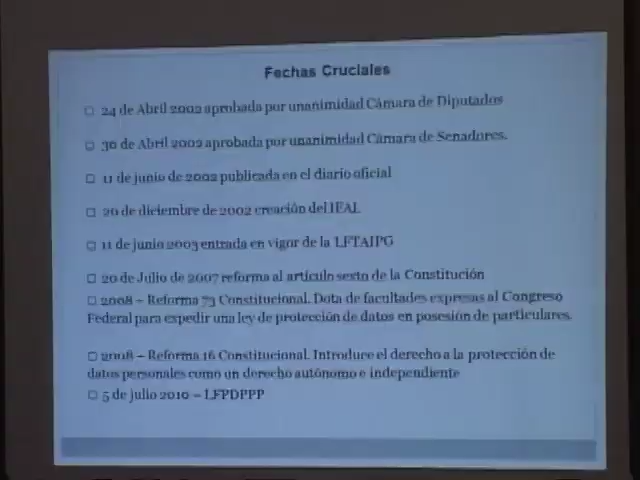 Fechas Cruciales
24 de Abril 2002 aprobada por unanimidad Cámara de Diputados
30 de Abril 2002 aprobada por unanimidad Cámara de Senadores.
11 de junio de 2002 publicada en el diario oficial
20 de diciembre de 2002 creación del IFAI.
11 de junio 2003 entrada en vigor de la LFTAIPG
20 de Julio de 2007 reforma al artículo sexto de la Constitución
2008 – Reforma 73 Constitucional. Dota de facultades expresas al Congreso
Federal para expedir una ley de protección de datos en posesión de particulares.
2008 – Reforma 16 Constitucional. Introduce el derecho a la protección de
datos personales como un derecho autónomo e independiente
5 de julio 2010 – LFPDPPP